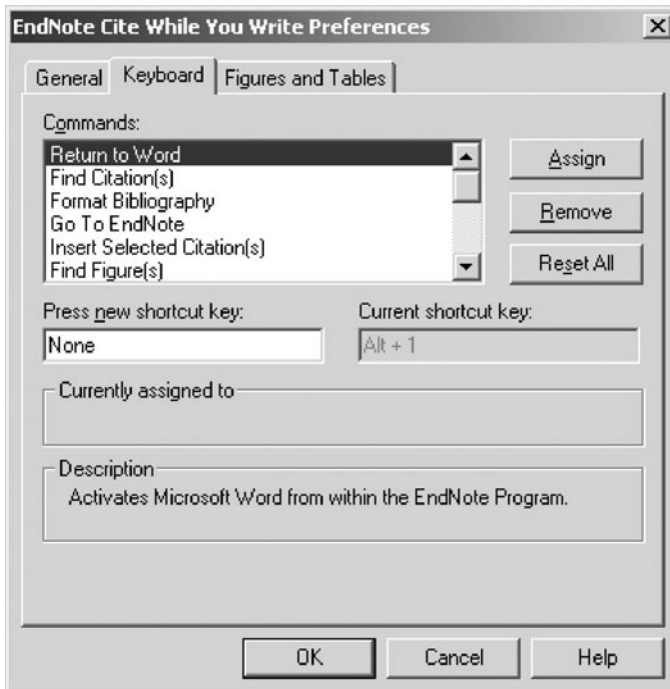 EndNote Cite While You Write Preferences
General Keyboard Figures and Tables
Commands:
Return to Word
Find Citation(s)
Format Bibliography
Go To EndNote
Insert Selected Citation(s)
Find Figure(s)
Assign
Remove
Reset All
Press new shortcut key:
None
Current shortcut key:
Alt + 1
Currently assigned to
Description
Activates Microsoft Word from within the EndNote Program.
OK Cancel Help